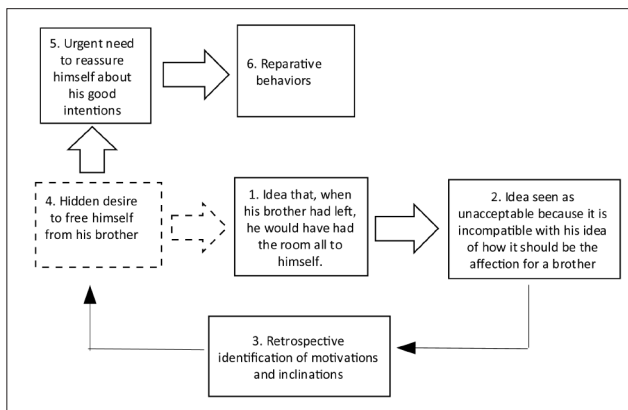 5. Urgent need
to reassure
himself about
his good
intentions
6. Reparative
behaviors
4. Hidden desire
to free himself
from his brother
1. Idea that, when
his brother had left,
he would have had
the room all to
himself.
2. Idea seen as
unacceptable because it is
incompatible with his idea
of how it should be the
affection for a brother
3. Retrospective
identification of motivations
and inclinations